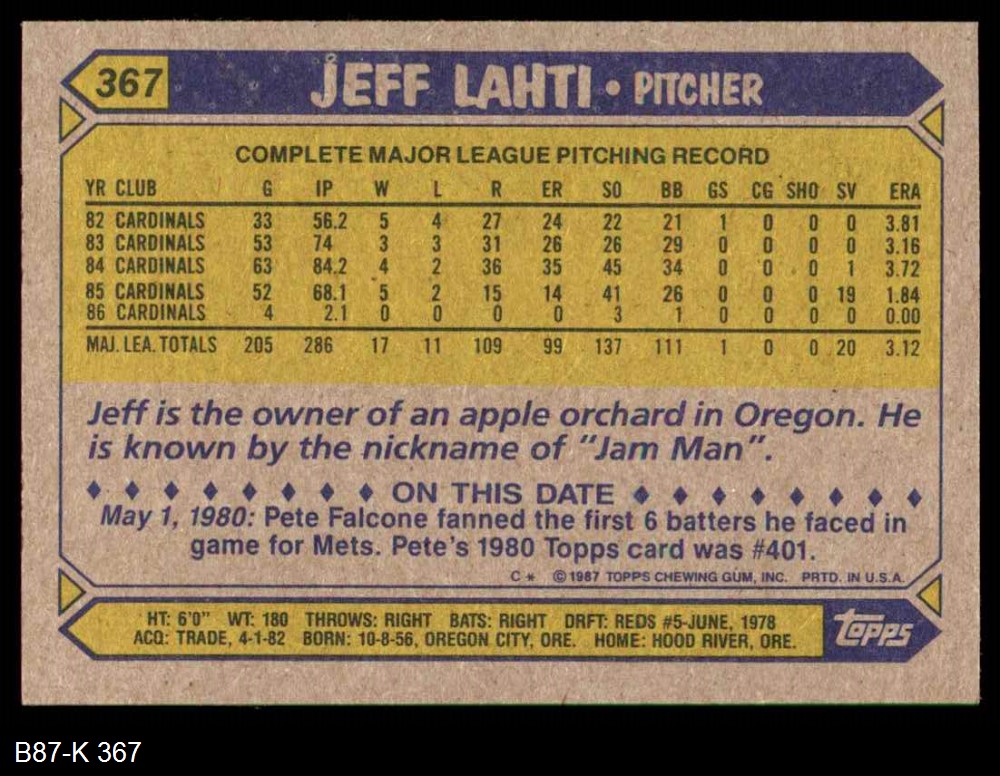 367 JEFF LAHTI • PITCHER
COMPLETE MAJOR LEAGUE PITCHING RECORD
YR CLUB G IP W L R ER SO BB GS CG SHO SV ERA
82 CARDINALS 33 56.2 5 4 27 24 22 21 1 0 0 0 3.81
83 CARDINALS 53 74 3 3 31 26 26 29 0 0 0 0 3.16
84 CARDINALS 63 84.2 4 2 36 35 45 34 0 0 0 1 3.72
85 CARDINALS 52 68.1 5 2 15 14 41 26 0 0 0 19 1.84
86 CARDINALS 4 2.1 0 0 0 0 3 1 0 0 0 0 0.00
MAJ. LEA. TOTALS 205 286 17 11 109 99 137 111 1 0 0 20 3.12
Jeff is the owner of an apple orchard in Oregon. He
is known by the nickname of "Jam Man".
♦ ♦ ♦ ♦ ♦ ♦ ♦ ♦ ON THIS DATE ♦ ♦ ♦ ♦ ♦ ♦ ♦ ♦
May 1, 1980: Pete Falcone fanned the first 6 batters he faced in
game for Mets. Pete's 1980 Topps card was #401.
C * © 1987 TOPPS CHEWING GUM, INC. PRTD. IN U.S.A.
HT: 6'0" WT: 180 THROWS: RIGHT BATS: RIGHT DRFT: REDS #5-JUNE, 1978
ACQ: TRADE, 4-1-82 BORN: 10-8-56, OREGON CITY, ORE. HOME: HOOD RIVER, ORE.
topps
B87-K 367